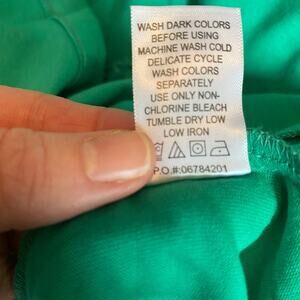 WASH DARK COLORS
BEFORE USING
MACHINE WASH COLD
DELICATE CYCLE
WASH COLORS
SEPARATELY
USE ONLY NON-
CHLORINE BLEACH
TUMBLE DRY LOW
LOW IRON
P.O.#:06784201